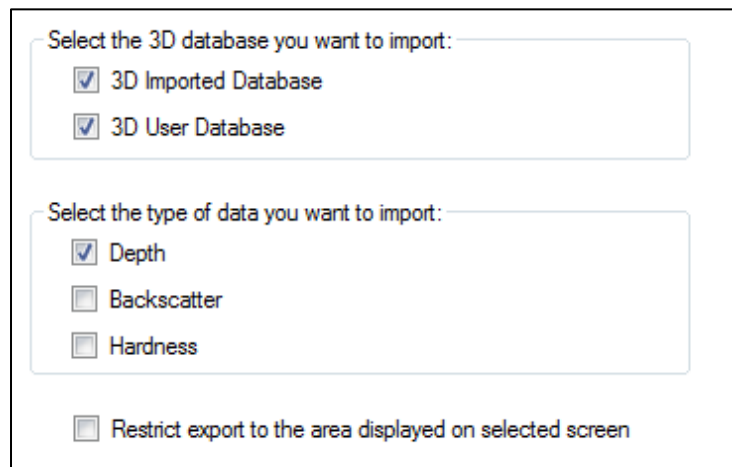 Select the 3D database you want to import:
3D Imported Database
3D User Database
Select the type of data you want to import:
Depth
Backscatter
Hardness
Restrict export to the area displayed on selected screen